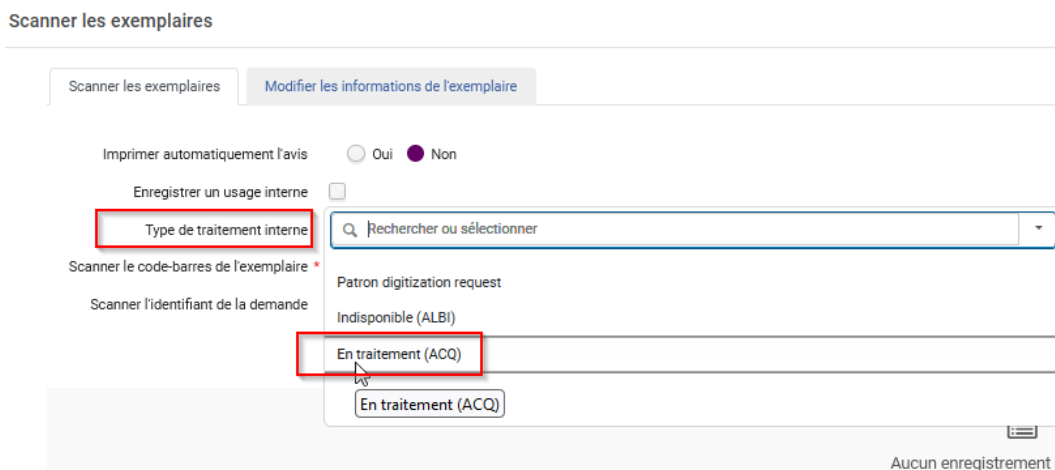 Scanner les exemplaires
Scanner les exemplaires
Modifier les informations de l'exemplaire
Imprimer automatiquement l'avis
Oui
Non
Enregistrer un usage interne
Type de traitement interne
Rechercher ou sélectionner
Scanner le code-barres de l'exemplaire *
Patron digitization request
Scanner l'identifiant de la demande
Indisponible (ALBI)
En traitement (ACQ)
En traitement (ACQ)
Aucun enregistrement